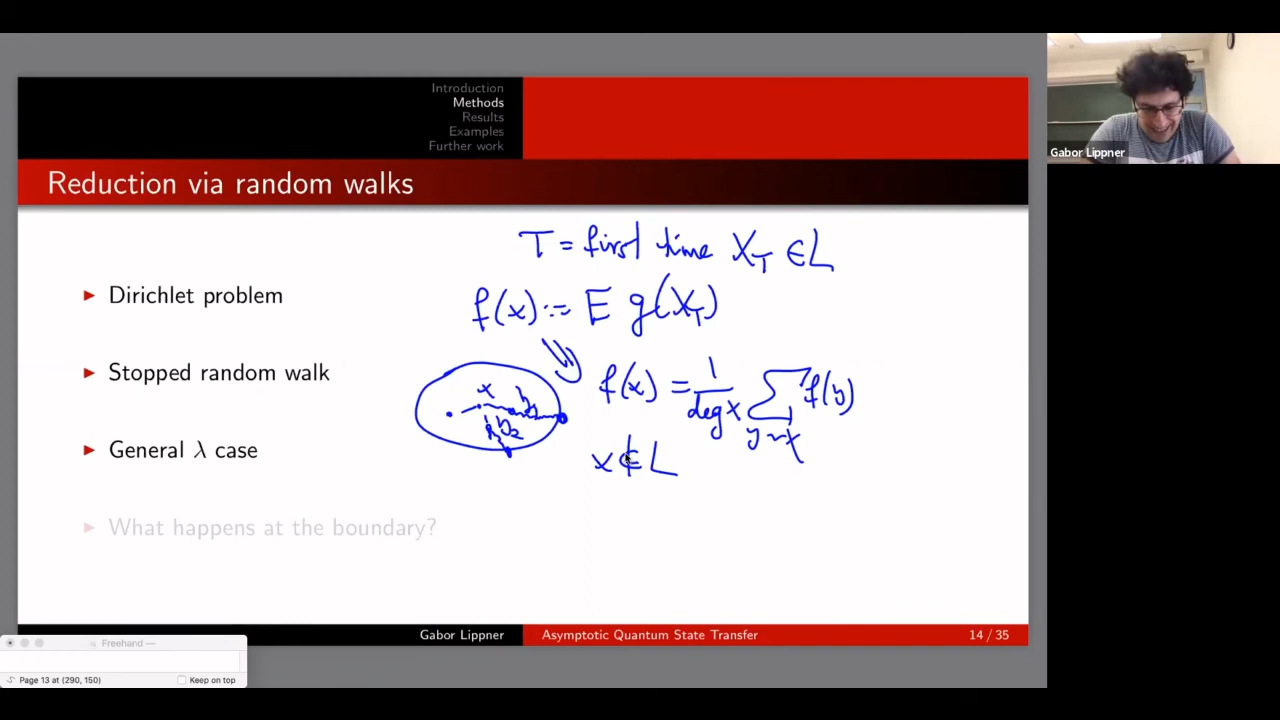 Introduction
Methods
Results
Examples
Further work
Gabor Lippner
Reduction via random walks
T = first time X_T ∈ L
Dirichlet problem
f(x) := E g(X_T)
Stopped random walk
f(x) = 1/deg x ∑_{y~x} f(y)
x
y_1
y_2
General λ case
x ∉ L
What happens at the boundary?
Freehand —
Gabor Lippner
Asymptotic Quantum State Transfer
14 / 35
Page 13 at (290, 150)
Keep on top